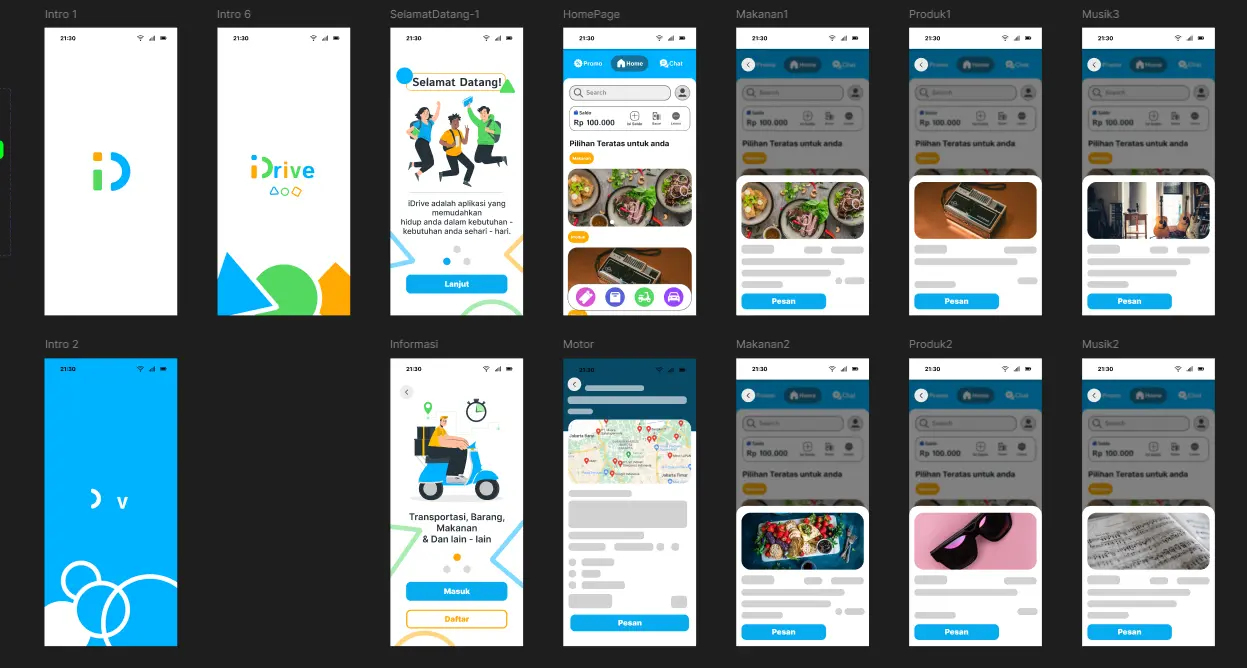 Intro 1
Intro 6
SelamatDatang-1
HomePage
Makanan1
Produk1
Musik3
21:30
21:30
iDrive
21:30
Selamat Datang!
iDrive adalah aplikasi yang
memudahkan
hidup anda dalam kebutuhan -
kebutuhan anda sehari - hari.
Lanjut
21:30
Promo
Home
Chat
Search
Saldo
Rp 100.000
Pilihan Teratas untuk anda
Makanan
21:30
Home
Chat
Search
Saldo
Rp 100.000
Pilihan Teratas untuk anda
Pesan
21:30
Home
Chat
Search
Saldo
Rp 100.000
Pilihan Teratas untuk anda
Pesan
21:30
Home
Chat
Search
Saldo
Rp 100.000
Pilihan Teratas untuk anda
Pesan
Intro 2
Informasi
Motor
Makanan2
Produk2
Musik2
21:30
v
21:30
Transportasi, Barang,
Makanan
& Dan lain - lain
Masuk
Daftar
21:30
Jakarta Barat
Jakarta Timur
Pesan
21:30
Home
Chat
Search
Saldo
Rp 100.000
Pilihan Teratas untuk anda
Pesan
21:30
Home
Chat
Search
Saldo
Rp 100.000
Pilihan Teratas untuk anda
Pesan
21:30
Home
Chat
Search
Saldo
Rp 100.000
Pilihan Teratas untuk anda
Pesan